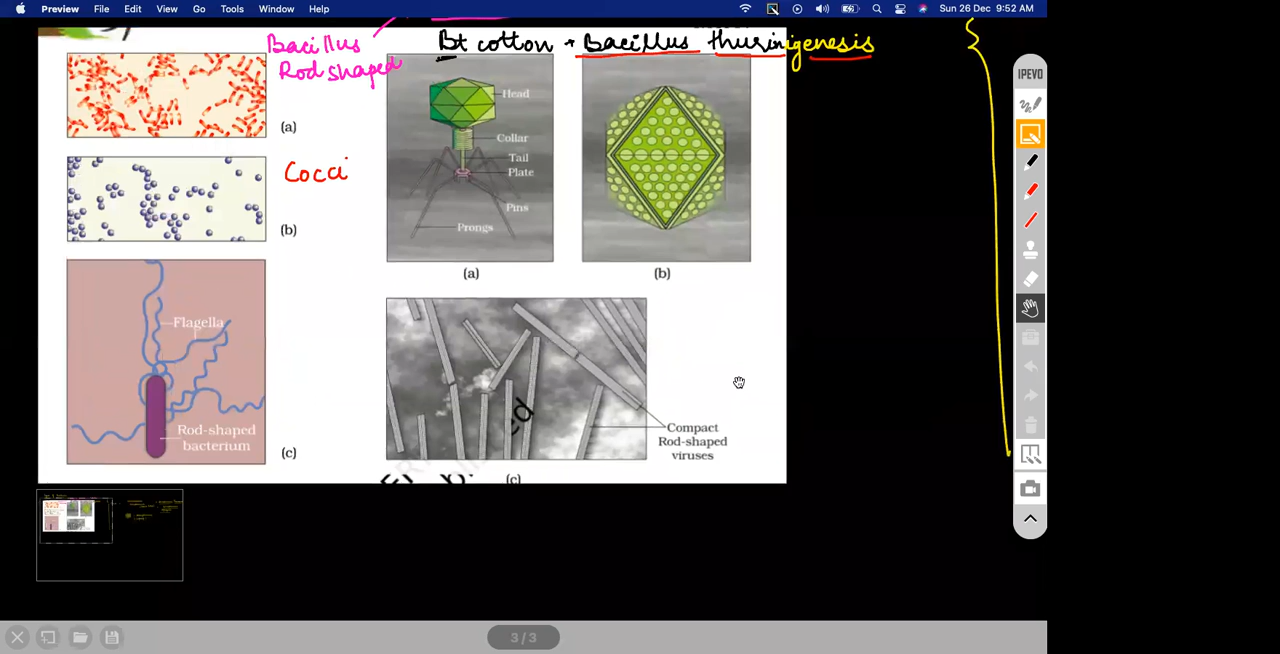 Preview File Edit View Go Tools Window Help Sun 26 Dec 9:52 AM
Bacillus
Rod shaped
Bt cotton → Bacillus thuringenesis
IPEVO
(a)
Cocci
(b)
Flagella
Rod-shaped
bacterium
(c)
Head
Collar
Tail
Plate
Pins
Prongs
(a)
(b)
Compact
Rod-shaped
viruses
(c)
3 / 3